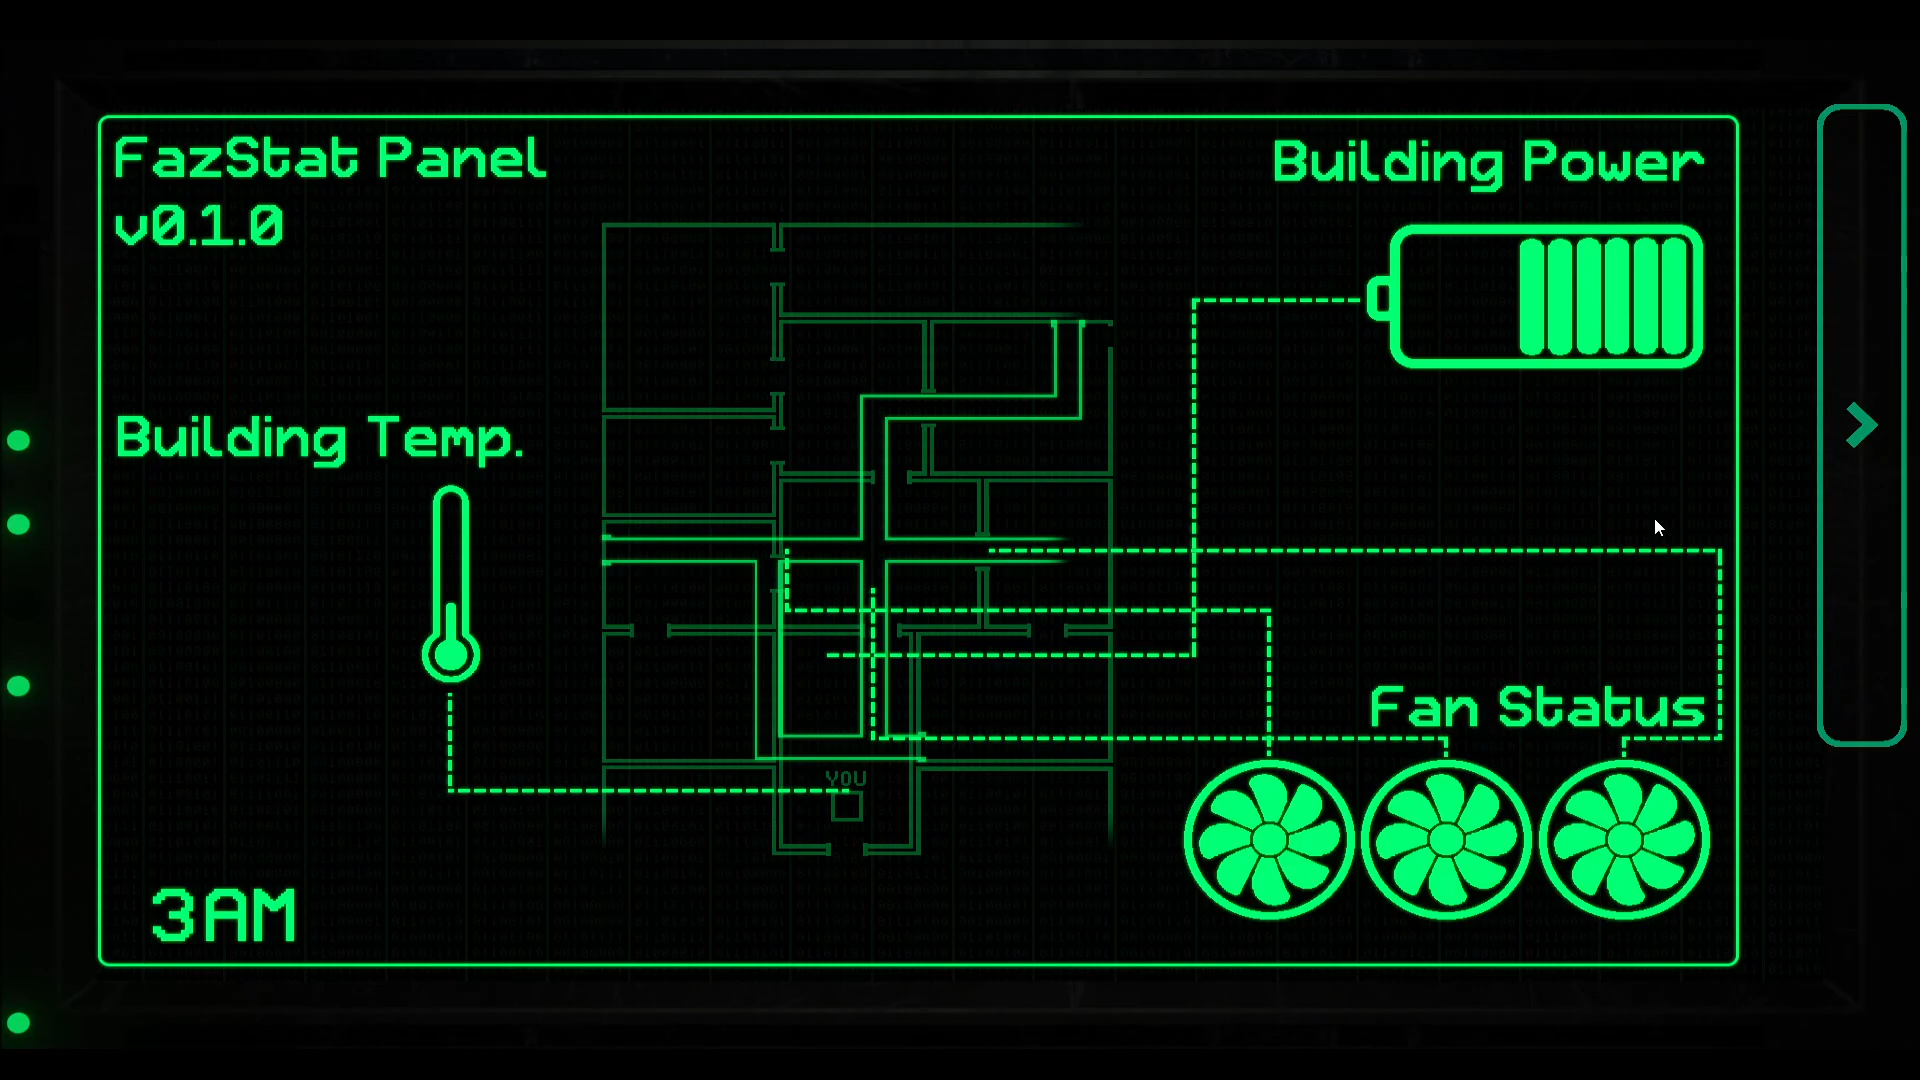 FazStat Panel
v0.1.0
Building Power
Building Temp.
Fan Status
YOU
3AM